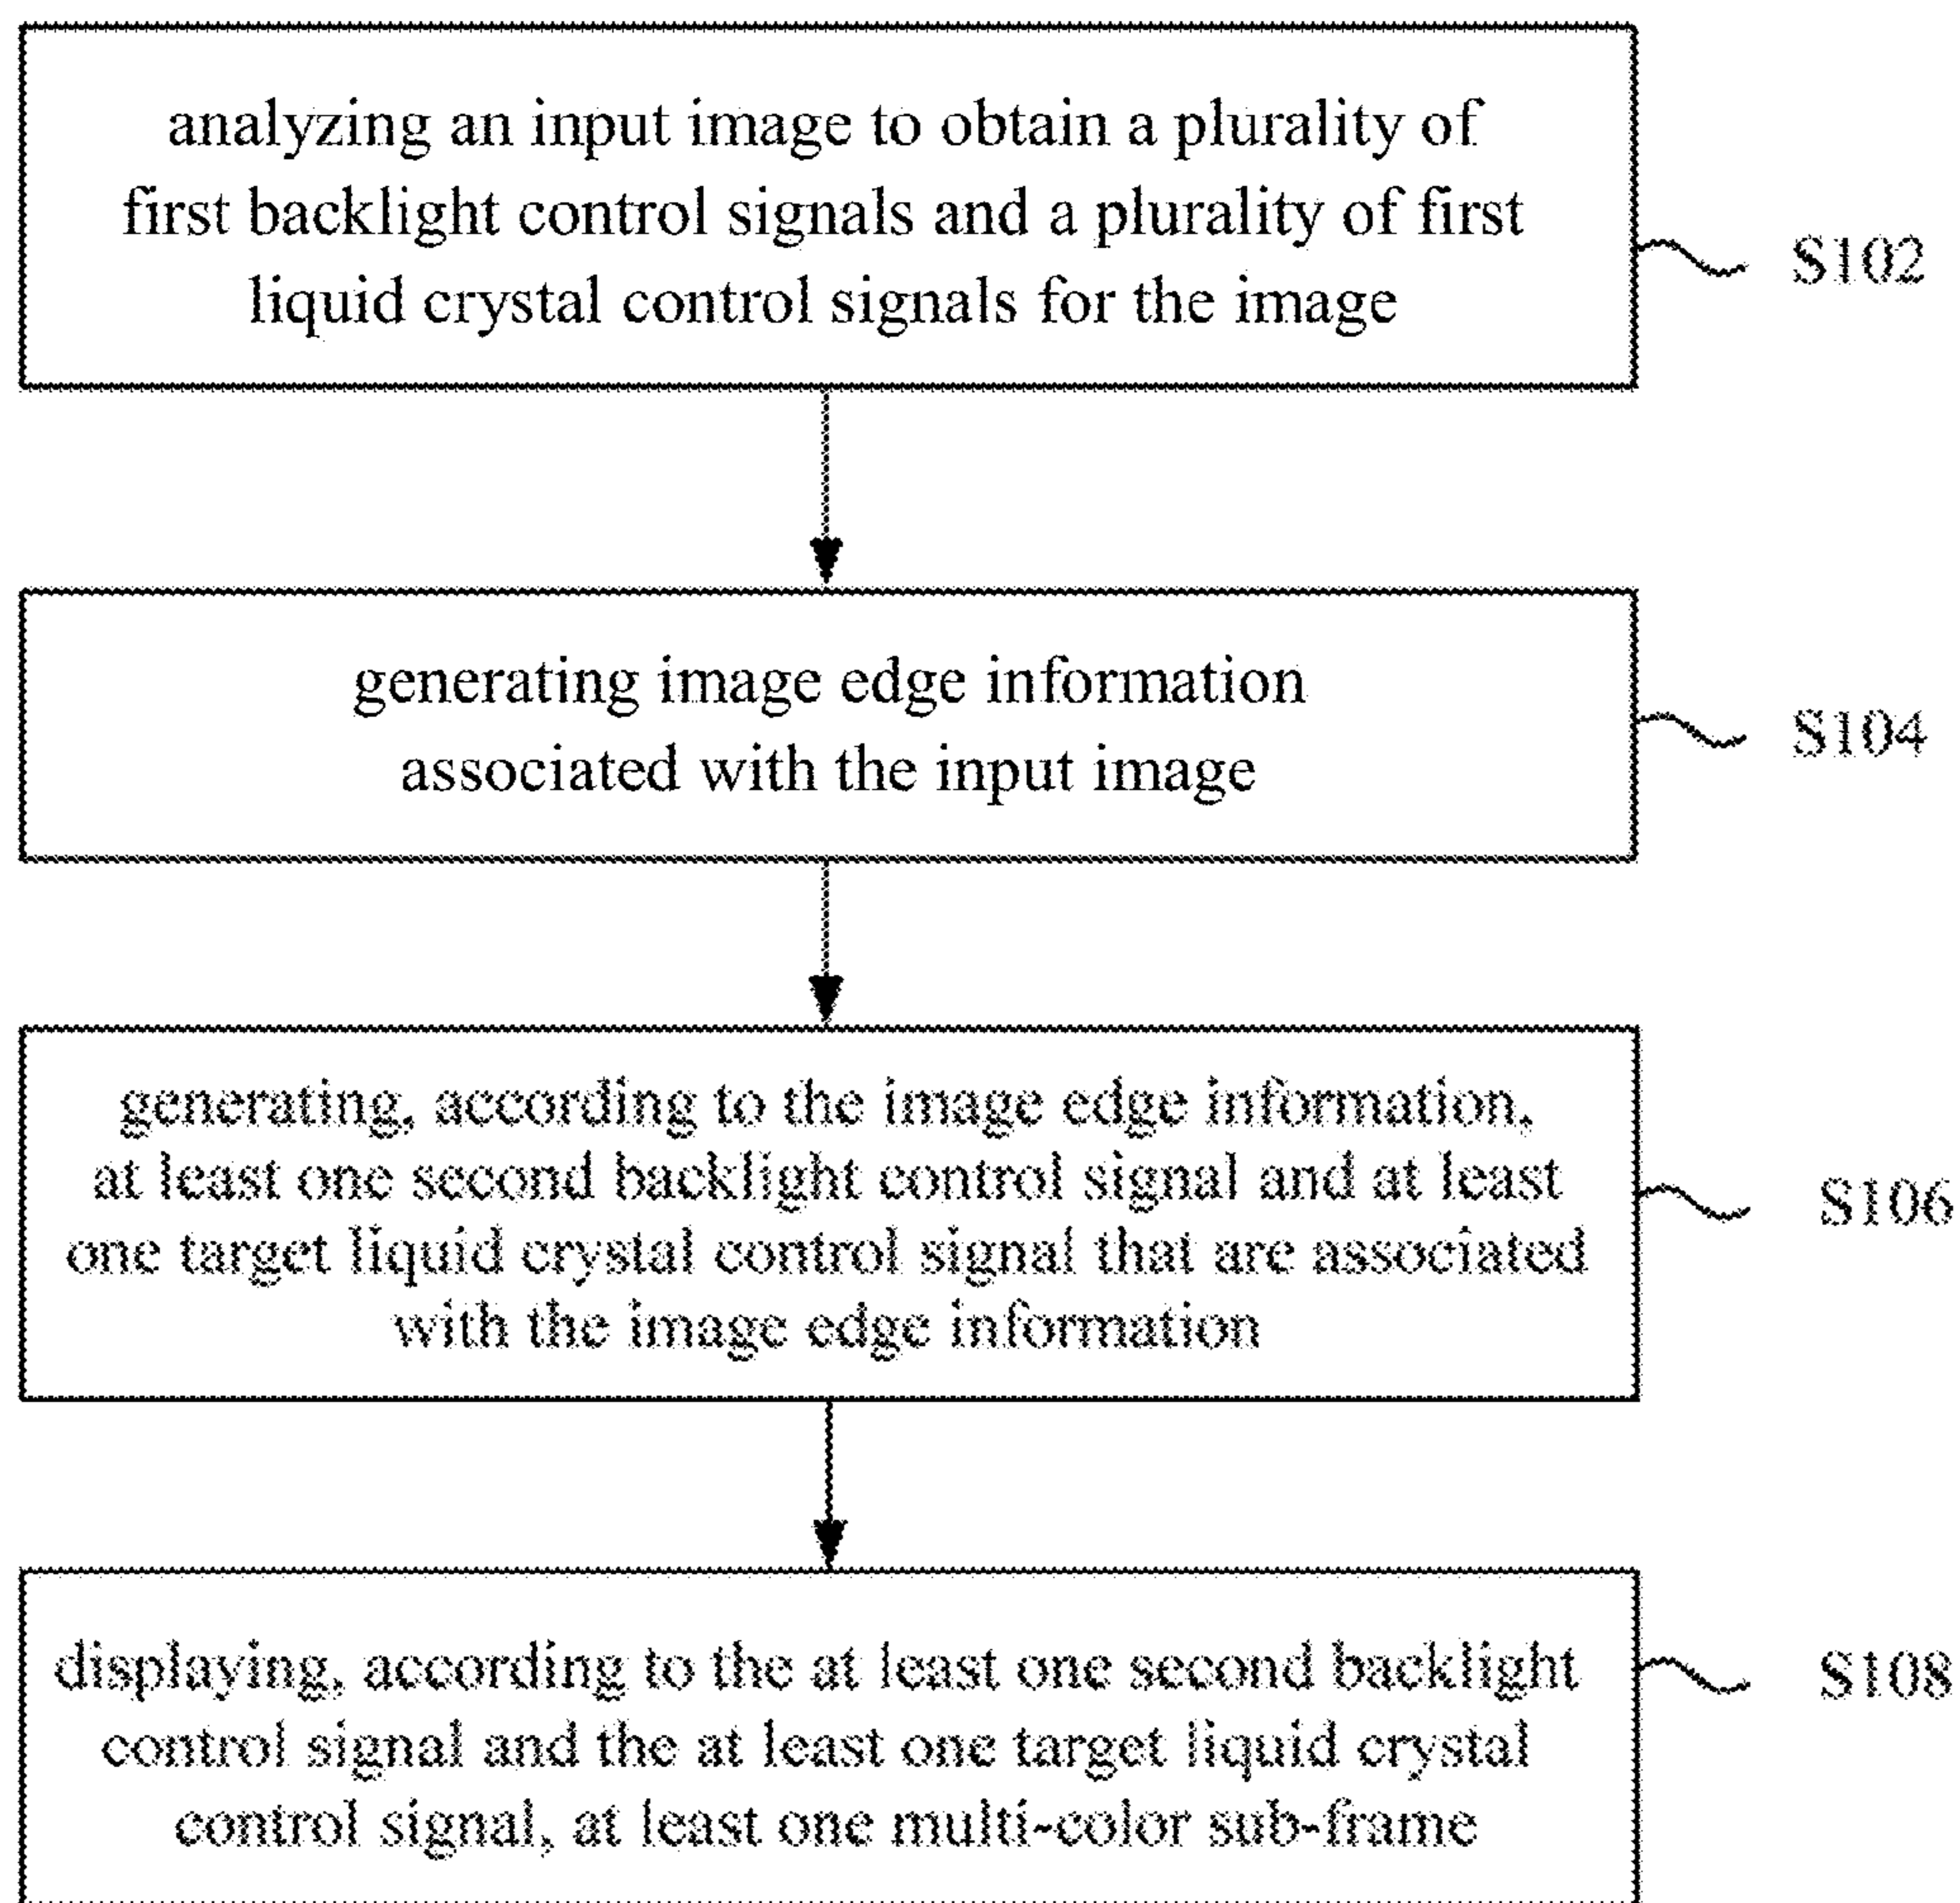 analyzing an input image to obtain a plurality of
first backlight control signals and a plurality of first
liquid crystal control signals for the image
S102
generating image edge information
associated with the input image
S104
generating, according to the image edge information,
at least one second backlight control signal and at least
one target liquid crystal control signal that are associated
with the image edge information
S106
displaying, according to the at least one second backlight
control signal and the at least one target liquid crystal
control signal, at least one multi-color sub-frame
S108